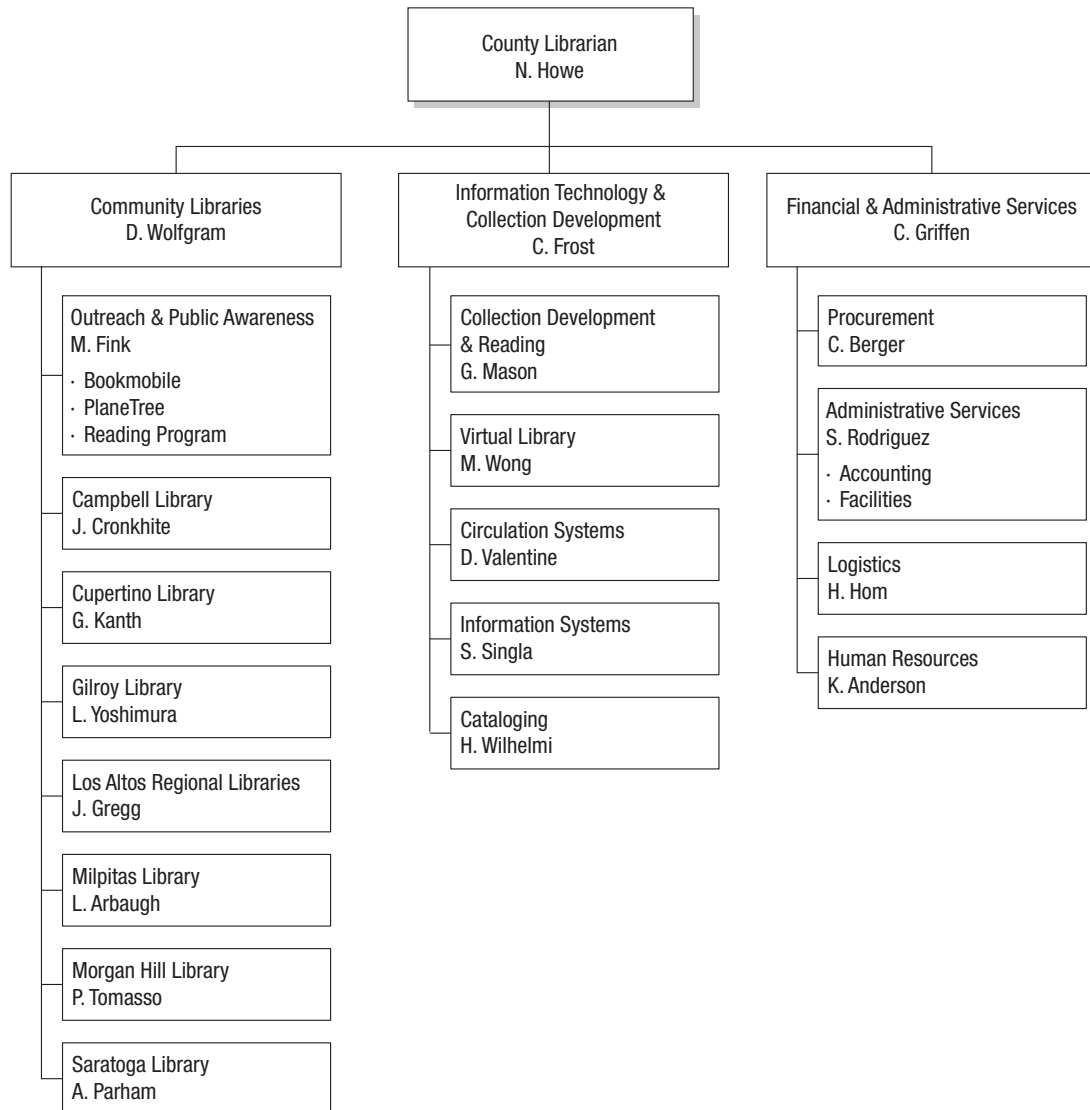 County Librarian
N. Howe
Community Libraries
D. Wolfgram
Outreach & Public Awareness
M. Fink
· Bookmobile
· PlaneTree
· Reading Program
Campbell Library
J. Cronkhite
Cupertino Library
G. Kanth
Gilroy Library
L. Yoshimura
Los Altos Regional Libraries
J. Gregg
Milpitas Library
L. Arbaugh
Morgan Hill Library
P. Tomasso
Saratoga Library
A. Parham
Information Technology &
Collection Development
C. Frost
Collection Development
& Reading
G. Mason
Virtual Library
M. Wong
Circulation Systems
D. Valentine
Information Systems
S. Singla
Cataloging
H. Wilhelmi
Financial & Administrative Services
C. Griffen
Procurement
C. Berger
Administrative Services
S. Rodriguez
· Accounting
· Facilities
Logistics
H. Hom
Human Resources
K. Anderson